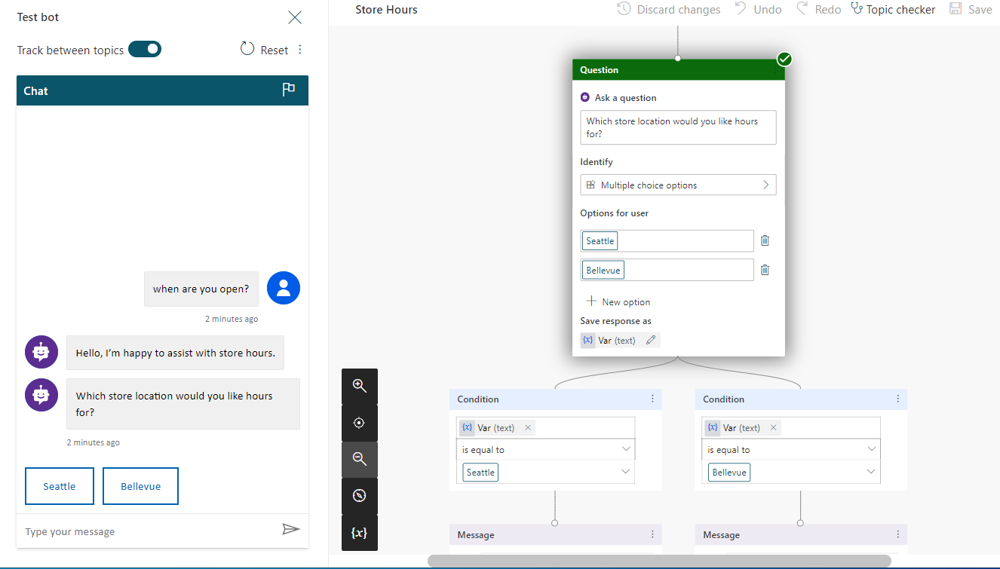 Test bot
Track between topics
Reset
Chat
when are you open?
2 minutes ago
Hello, I'm happy to assist with store hours.
Which store location would you like hours
for?
2 minutes ago
Seattle
Bellevue
Type your message
Store Hours
Discard changes
Undo
Redo
Topic checker
Save
Question
Ask a question
Which store location would you like hours
for?
Identify
Multiple choice options
Options for user
Seattle
Bellevue
New option
Save response as
{x} Var (text)
{x}
Condition
{x} Var (text)
is equal to
Seattle
Message
Condition
{x} Var (text)
is equal to
Bellevue
Message